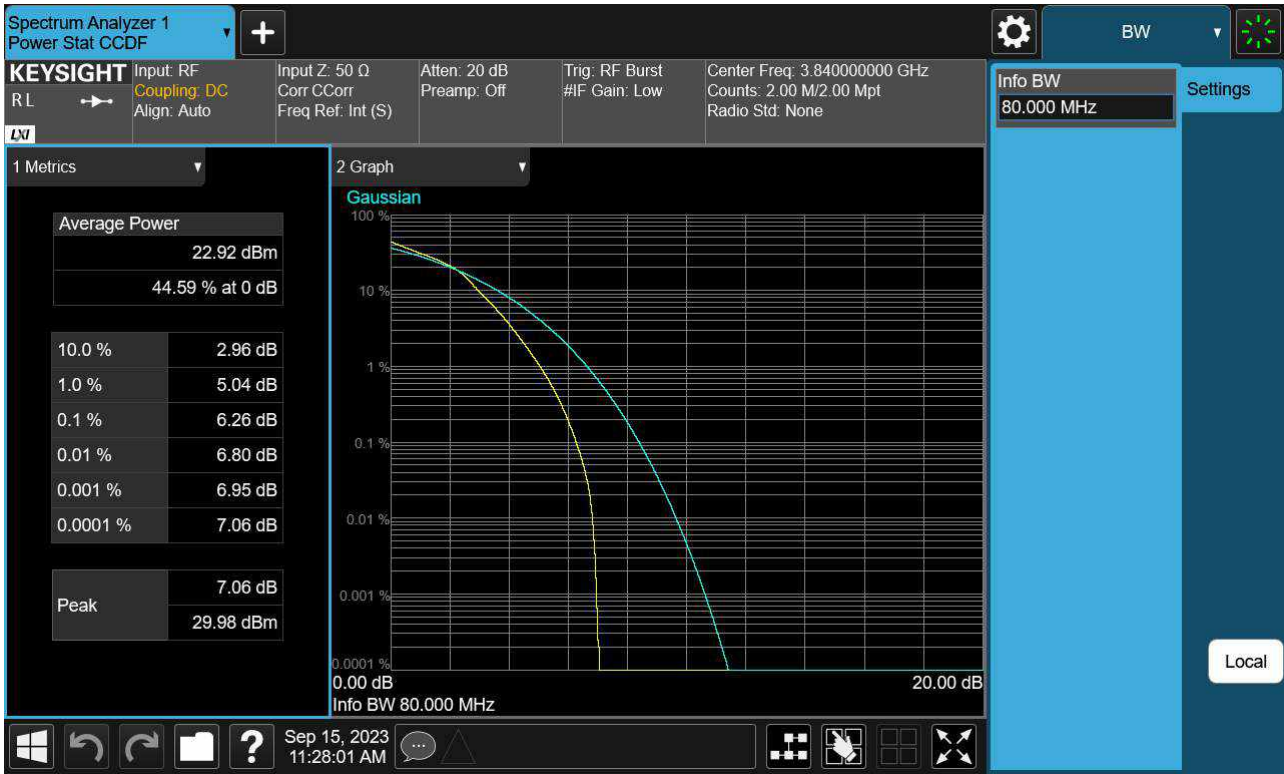 Spectrum Analyzer 1
Power Stat CCDF
+
BW
KEYSIGHT
RL
LXI
Input: RF
Coupling: DC
Align: Auto
Input Z: 50 Ω
Corr CCorr
Freq Ref: Int (S)
Atten: 20 dB
Preamp: Off
Trig: RF Burst
#IF Gain: Low
Center Freq: 3.840000000 GHz
Counts: 2.00 M/2.00 Mpt
Radio Std: None
Info BW
80.000 MHz
Settings
1 Metrics
Average Power
22.92 dBm
44.59 % at 0 dB
10.0 % 2.96 dB
1.0 % 5.04 dB
0.1 % 6.26 dB
0.01 % 6.80 dB
0.001 % 6.95 dB
0.0001 % 7.06 dB
Peak
7.06 dB
29.98 dBm
2 Graph
Gaussian
100 %
10 %
1 %
0.1 %
0.01 %
0.001 %
0.0001 %
0.00 dB 20.00 dB
Info BW 80.000 MHz
Local
?
Sep 15, 2023
11:28:01 AM